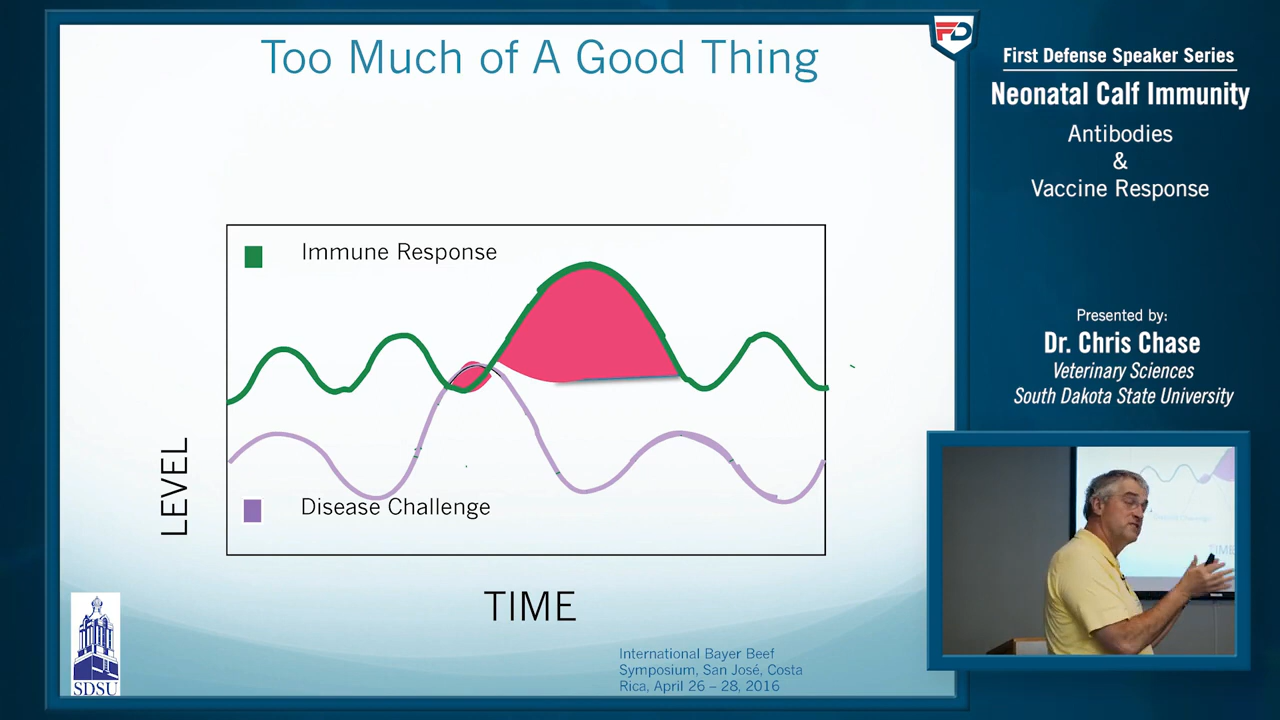 Too Much of A Good Thing
Immune Response
Disease Challenge
LEVEL
TIME
International Bayer Beef
Symposium, San José, Costa
Rica, April 26 – 28, 2016
SDSU
FD
First Defense Speaker Series
Neonatal Calf Immunity
Antibodies
&
Vaccine Response
Presented by:
Dr. Chris Chase
Veterinary Sciences
South Dakota State University
TIME